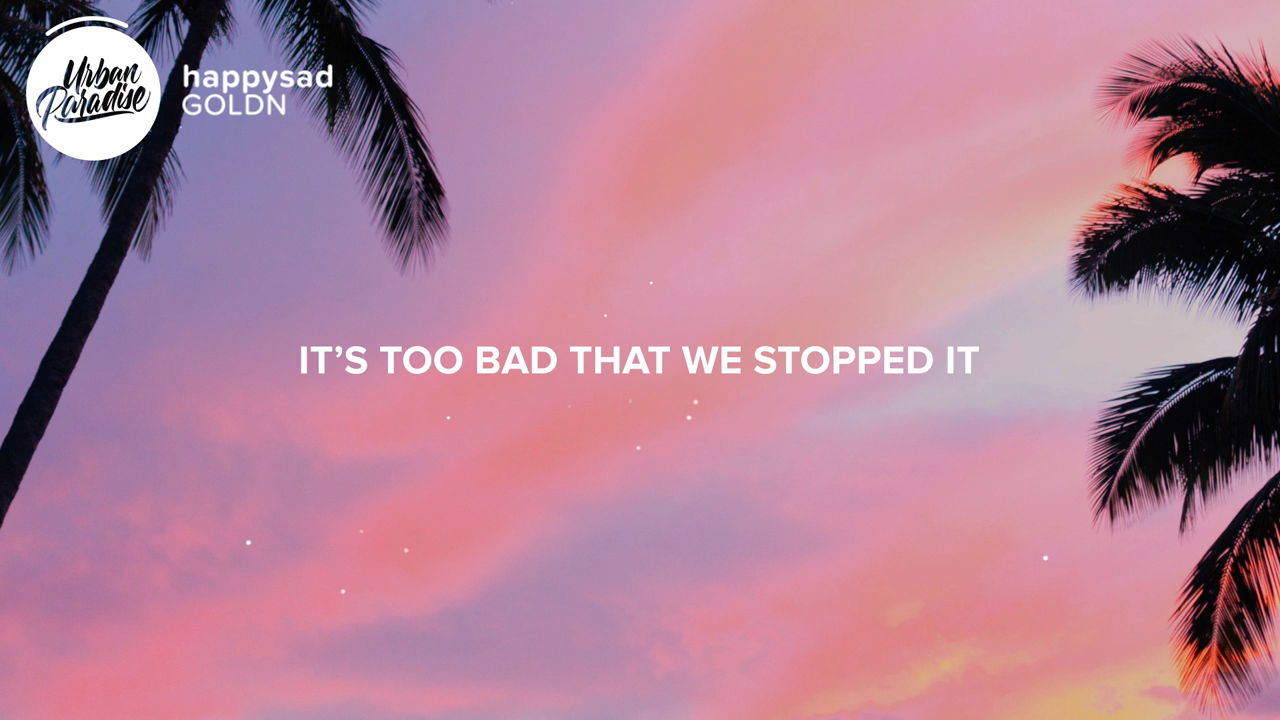 Urban
Paradise
happysad
GOLDN
IT’S TOO BAD THAT WE STOPPED IT